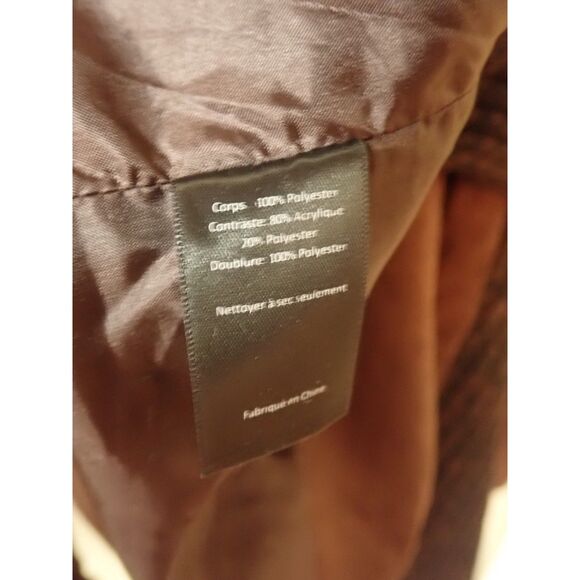 Corps 100% Polyester
Contraste: 80% Acrylique
20% Polyester
Doublure: 100% Polyester
Nettoyer à sec seulement
Fabriqué en Chine